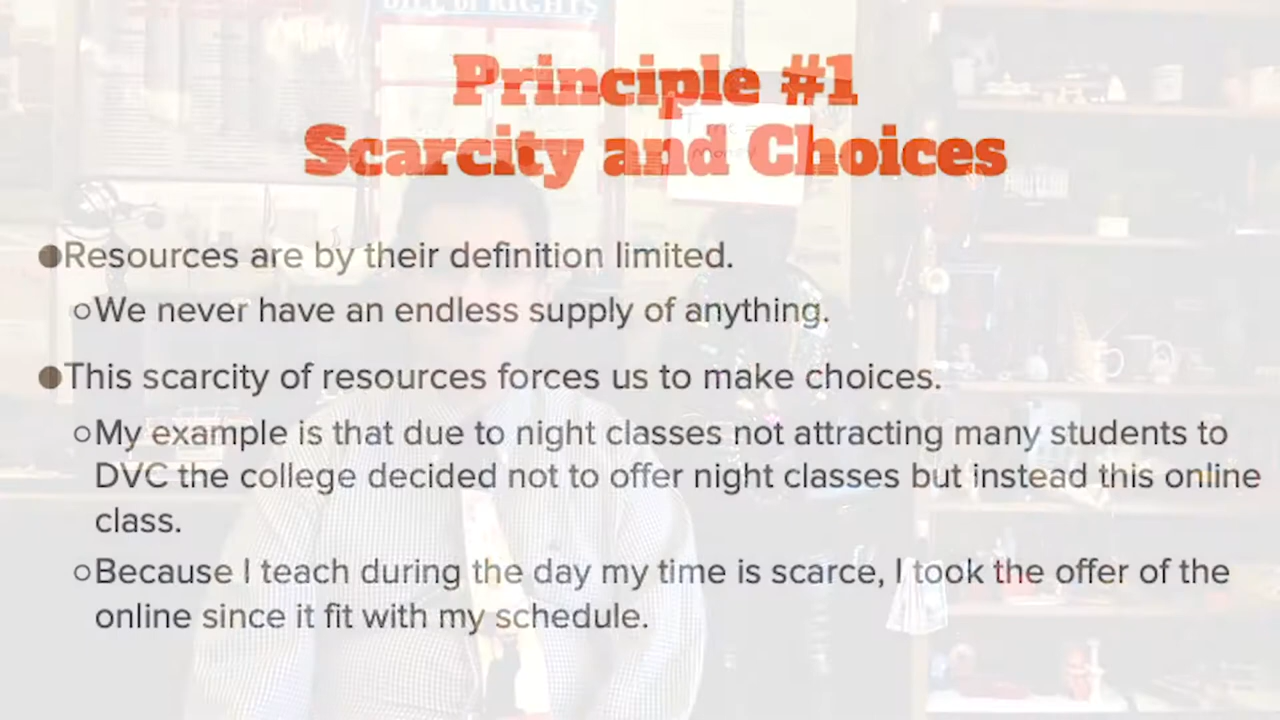 BILL of RIGHTS
Principle #1
Scarcity and Choices
●Resources are by their definition limited.
○We never have an endless supply of anything.
●This scarcity of resources forces us to make choices.
○My example is that due to night classes not attracting many students to
DVC the college decided not to offer night classes but instead this online
class.
○Because I teach during the day my time is scarce, I took the offer of the
online since it fit with my schedule.